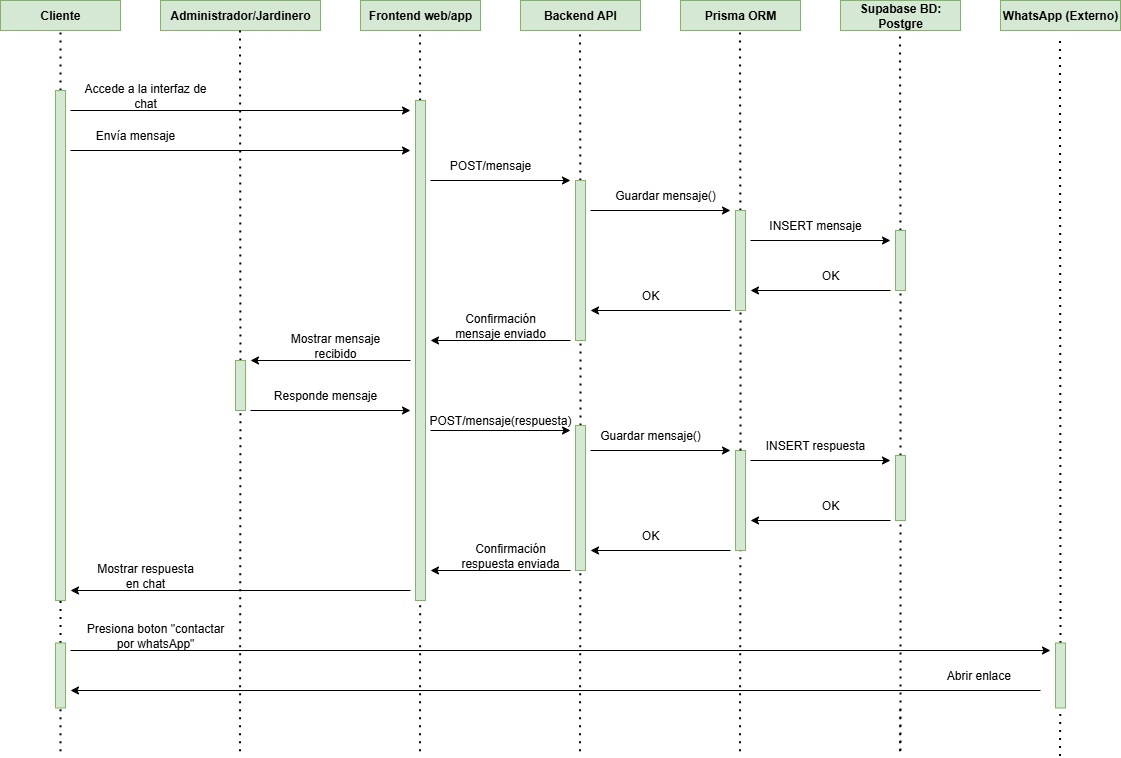 Cliente
Administrador/Jardinero
Frontend web/app
Backend API
Prisma ORM
Supabase BD:
Postgre
WhatsApp (Externo)
Accede a la interfaz de
chat
Envía mensaje
POST/mensaje
Guardar mensaje()
INSERT mensaje
OK
OK
Confirmación
mensaje enviado
Mostrar mensaje
recibido
Responde mensaje
POST/mensaje(respuesta)
Guardar mensaje()
INSERT respuesta
OK
OK
Confirmación
respuesta enviada
Mostrar respuesta
en chat
Presiona boton "contactar
por whatsApp"
Abrir enlace